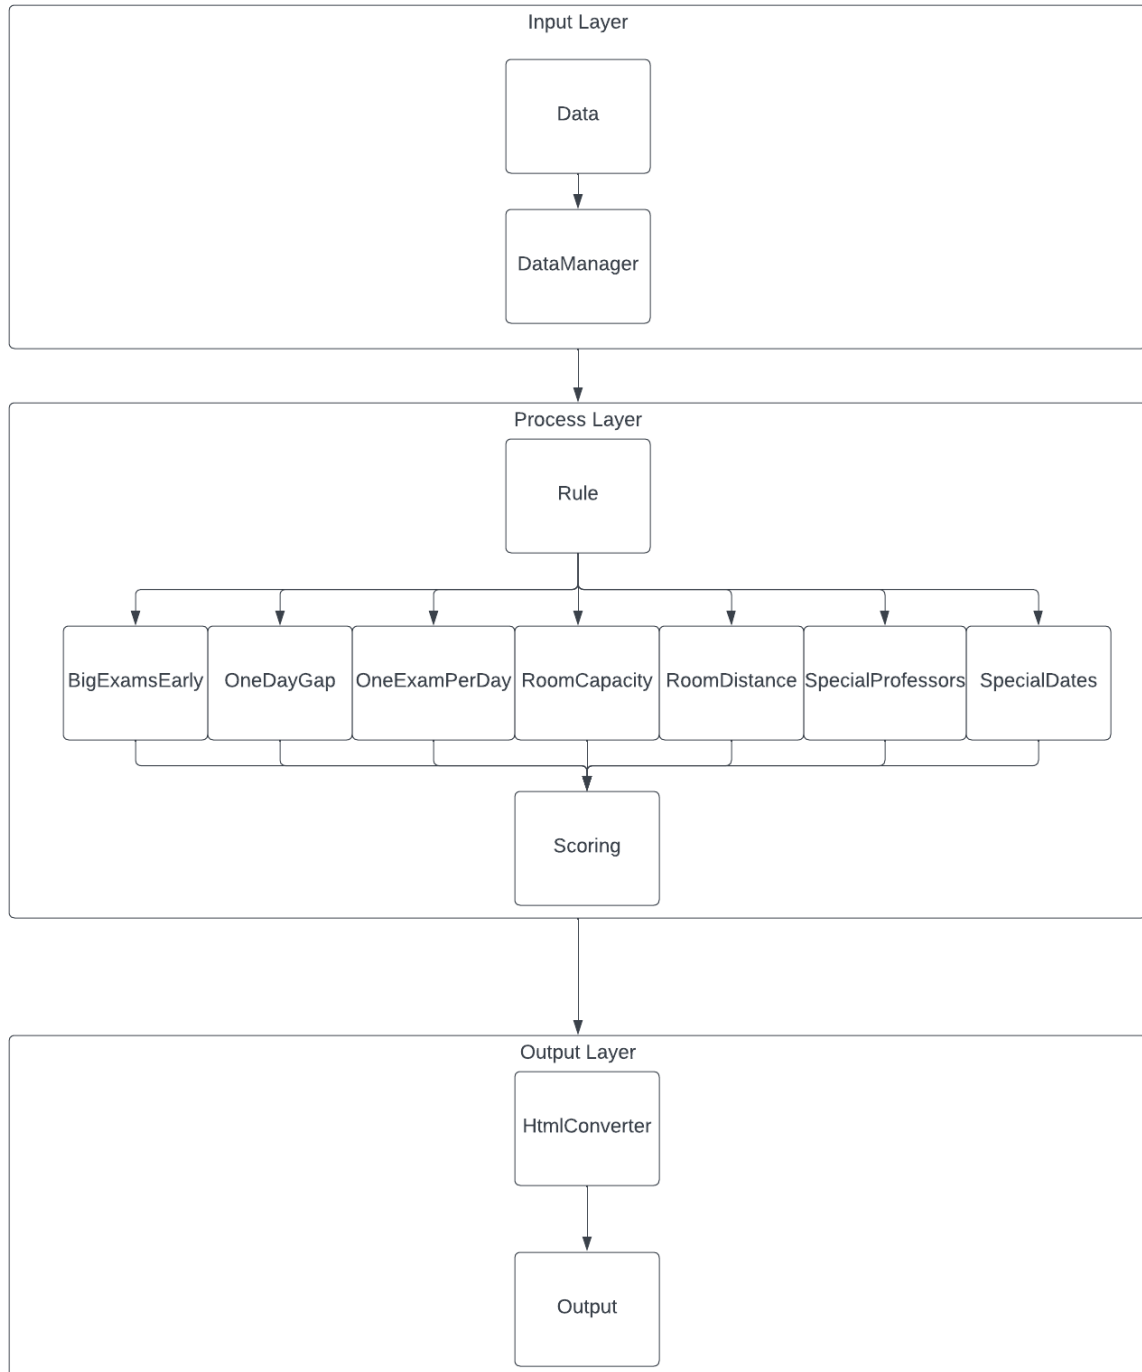 Input Layer
Data
DataManager
Process Layer
Rule
BigExamsEarly
OneDayGap
OneExamPerDay
RoomCapacity
RoomDistance
SpecialProfessors
SpecialDates
Scoring
Output Layer
HtmlConverter
Output